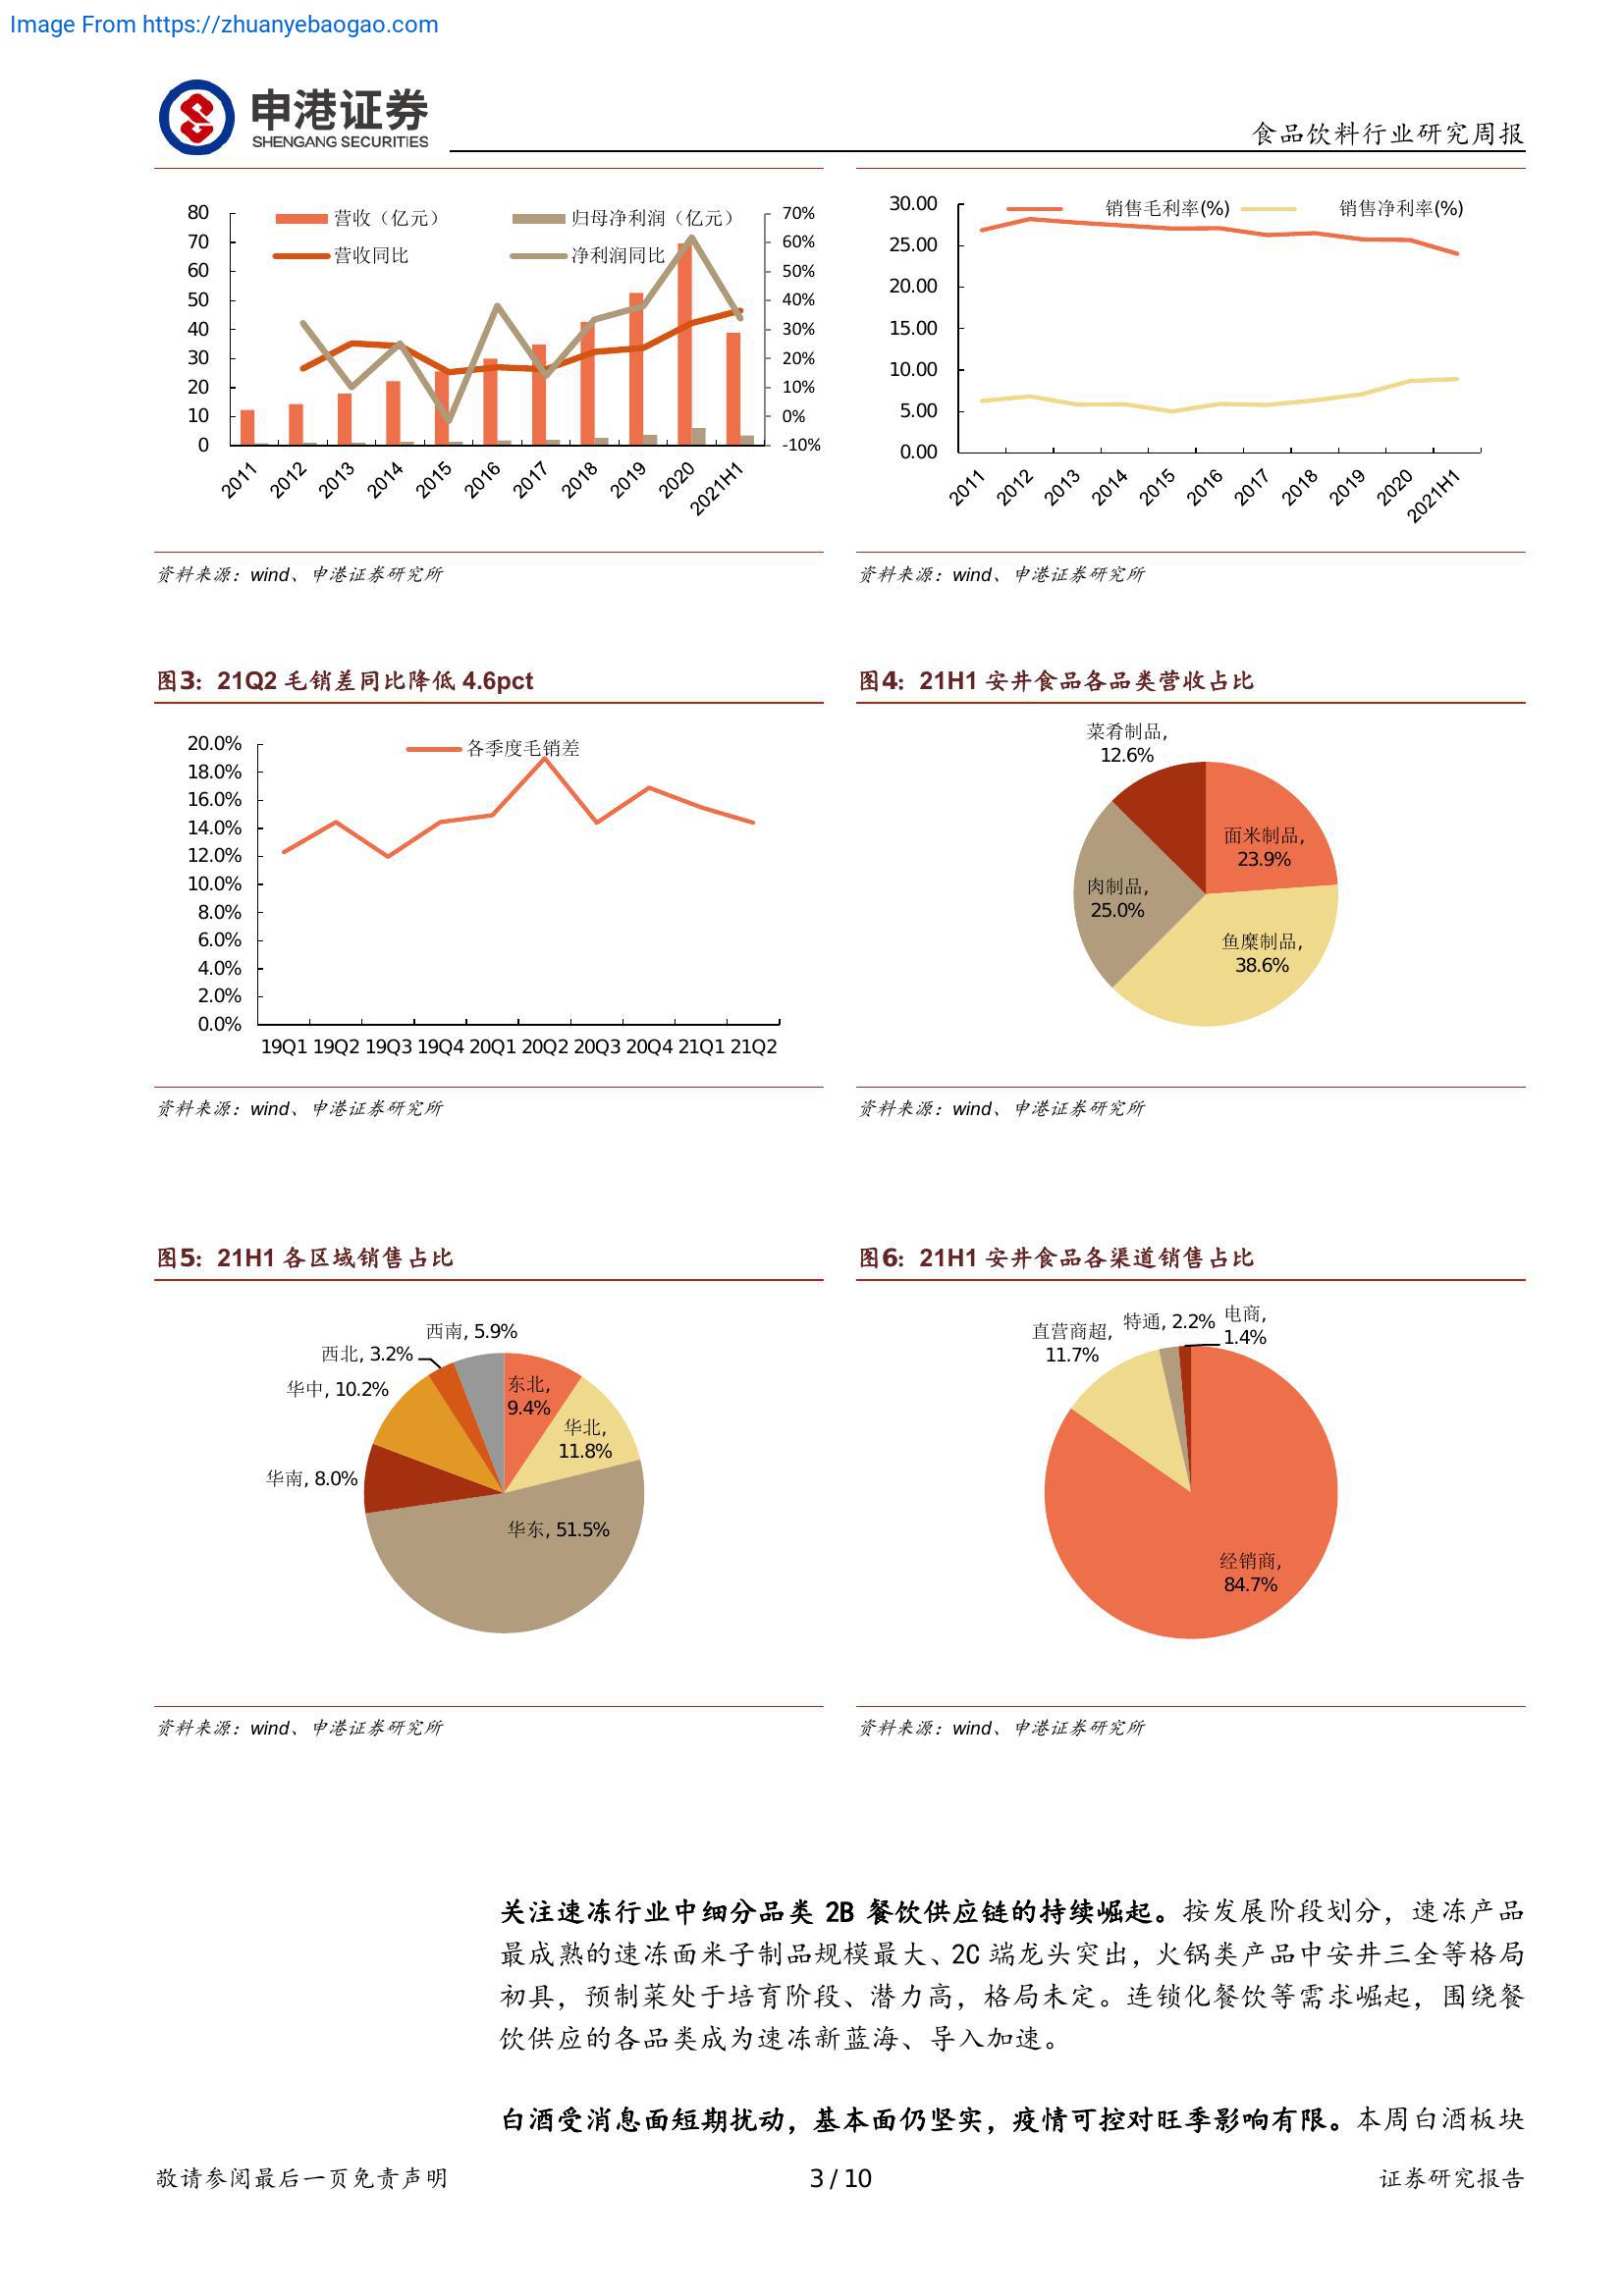 Image From https://zhuanyebaogao.com
申港证券
SHENGANG SECURITIES
食品饮料行业研究周报
营收（亿元）
归母净利润（亿元）
营收同比
净利润同比
80
70
60
50
40
30
20
10
0
70%
60%
50%
40%
30%
20%
10%
0%
-10%
2011
2012
2013
2014
2015
2016
2017
2018
2019
2020
2021H1
销售毛利率(%)
销售净利率(%)
30.00
25.00
20.00
15.00
10.00
5.00
0.00
2011
2012
2013
2014
2015
2016
2017
2018
2019
2020
2021H1
资料来源：wind、申港证券研究所
资料来源：wind、申港证券研究所
图3：21Q2 毛销差同比降低 4.6pct
各季度毛销差
20.0%
18.0%
16.0%
14.0%
12.0%
10.0%
8.0%
6.0%
4.0%
2.0%
0.0%
19Q1 19Q2 19Q3 19Q4 20Q1 20Q2 20Q3 20Q4 21Q1 21Q2
图4：21H1 安井食品各品类营收占比
菜肴制品,
12.6%
面米制品,
23.9%
肉制品,
25.0%
鱼糜制品,
38.6%
资料来源：wind、申港证券研究所
资料来源：wind、申港证券研究所
图5：21H1 各区域销售占比
西南, 5.9%
西北, 3.2%
华中, 10.2%
东北,
9.4%
华北,
11.8%
华南, 8.0%
华东, 51.5%
图6：21H1 安井食品各渠道销售占比
直营商超,
11.7%
特通, 2.2%
电商,
1.4%
经销商,
84.7%
资料来源：wind、申港证券研究所
资料来源：wind、申港证券研究所
关注速冻行业中细分品类 2B 餐饮供应链的持续崛起。按发展阶段划分，速冻产品
最成熟的速冻面米子制品规模最大、2C 端龙头突出，火锅类产品中安井三全等格局
初具，预制菜处于培育阶段、潜力高，格局未定。连锁化餐饮等需求崛起，围绕餐
饮供应的各品类成为速冻新蓝海、导入加速。
白酒受消息面短期扰动，基本面仍坚实，疫情可控对旺季影响有限。本周白酒板块
敬请参阅最后一页免责声明
3 / 10
证券研究报告